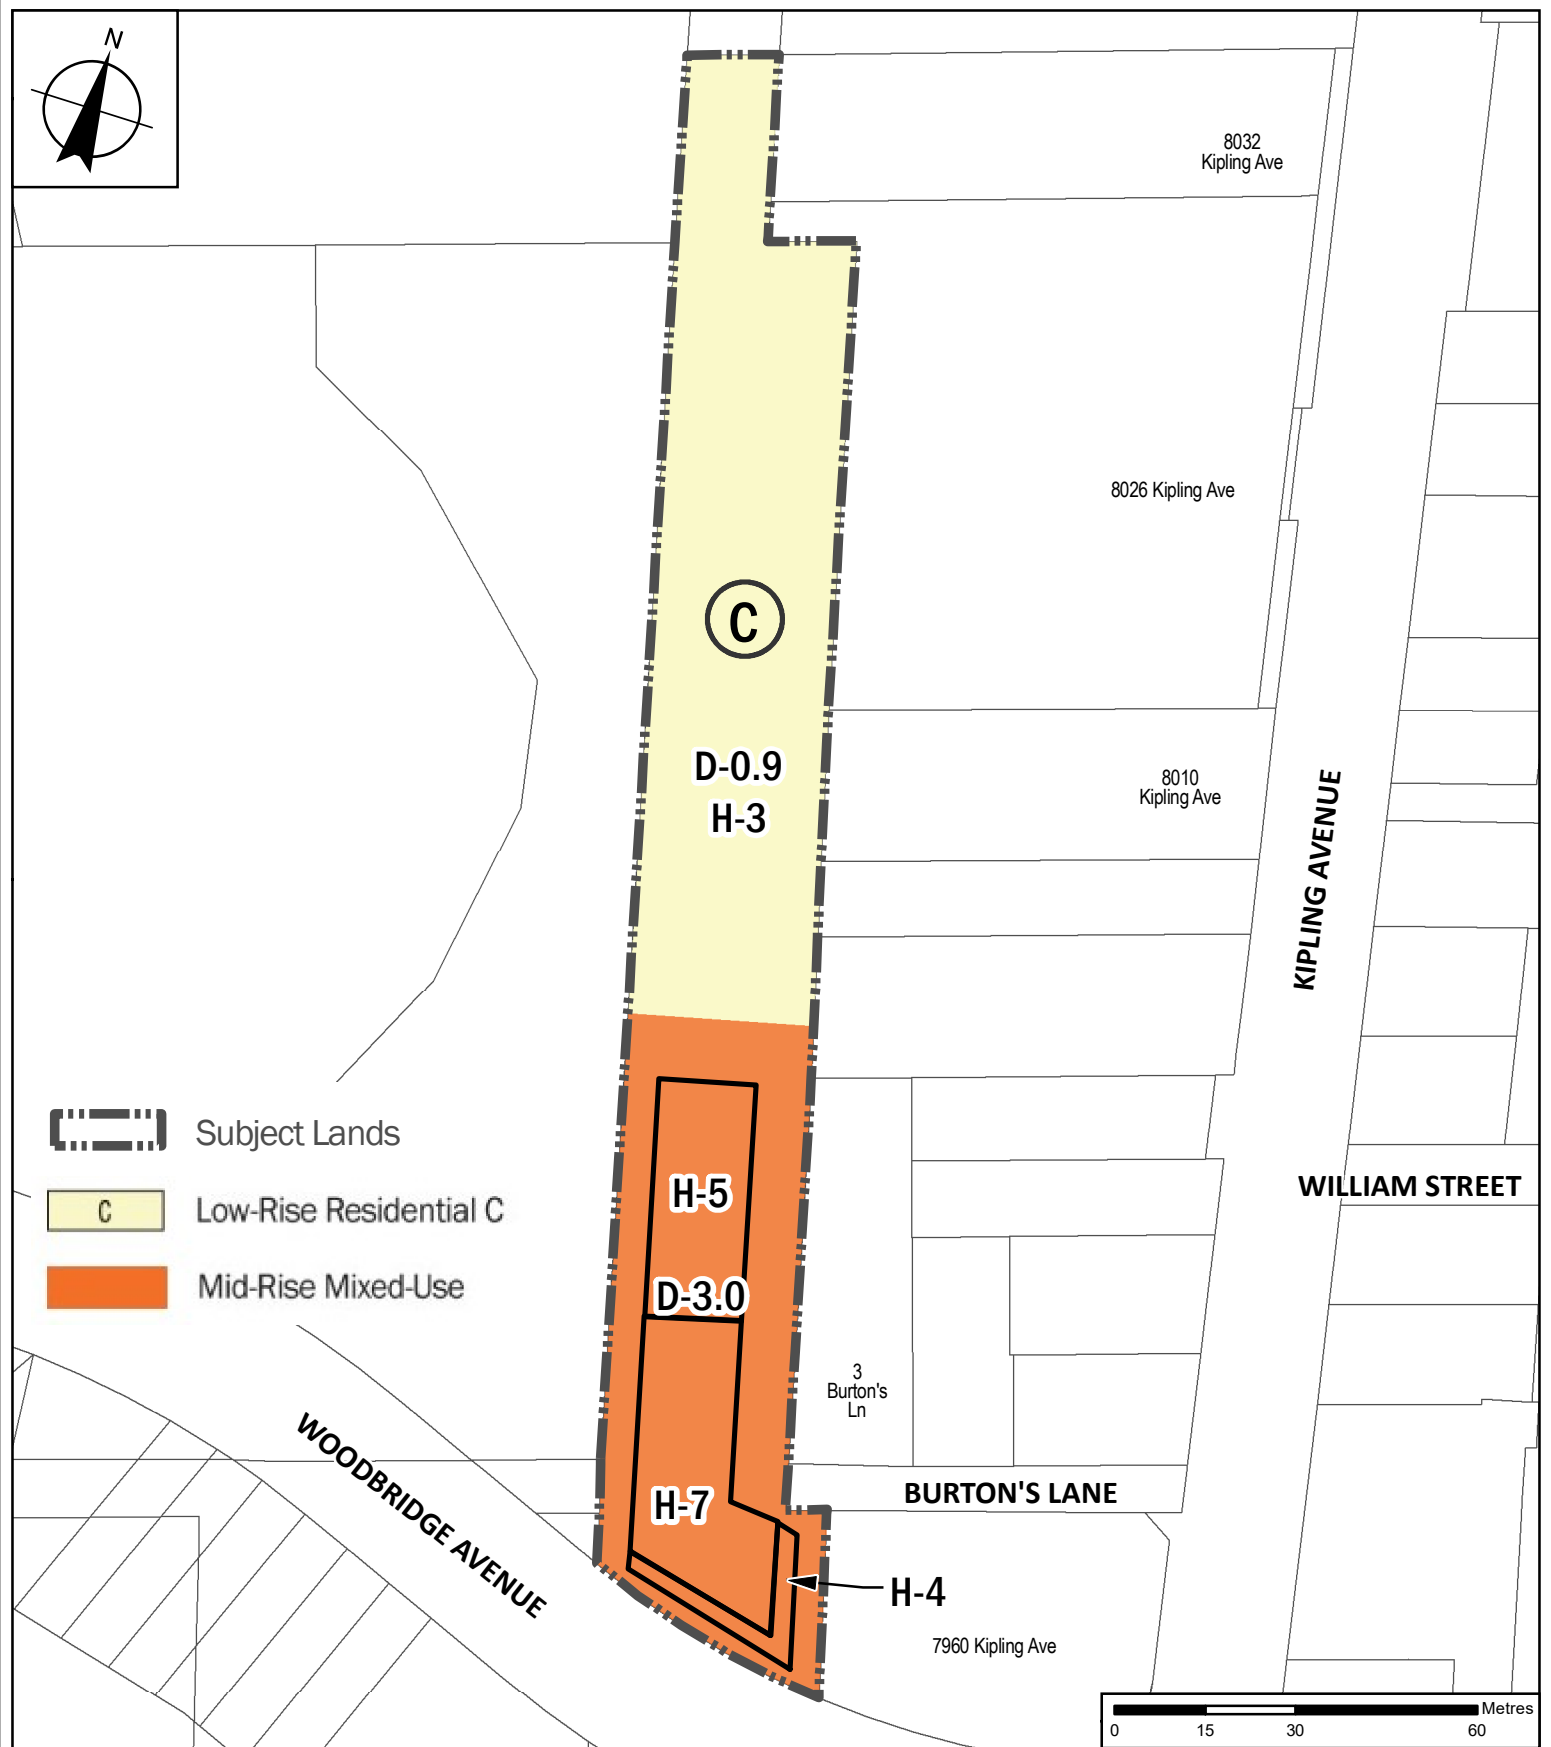 N
8032
Kipling Ave
8026 Kipling Ave
C
D-0.9
H-3
8010
Kipling Ave
KIPLING AVENUE
Subject Lands
C
Low-Rise Residential C
Mid-Rise Mixed-Use
H-5
D-3.0
WILLIAM STREET
3
Burton's
Ln
WOODBRIDGE AVENUE
H-7
BURTON'S LANE
H-4
7960 Kipling Ave
Metres
0 15 30 60